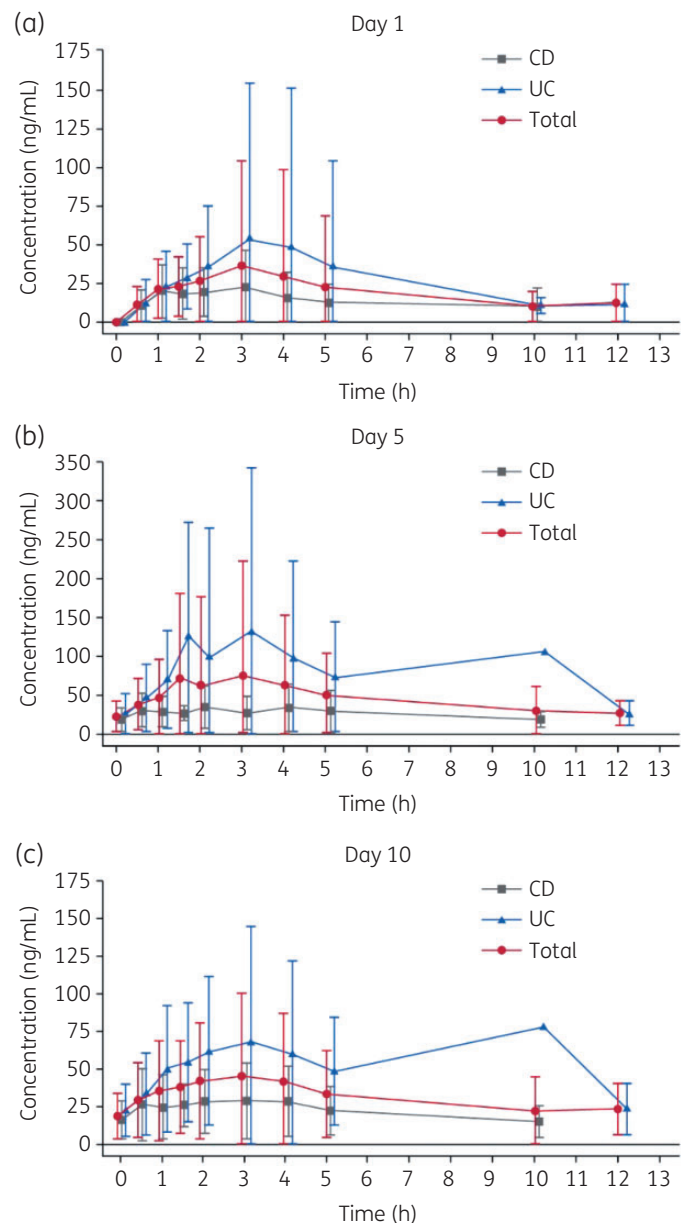 (a)
Day 1
175
150
125
100
75
50
25
0
Concentration (ng/mL)
CD
UC
Total
0 1 2 3 4 5 6 7 8 9 10 11 12 13
Time (h)
(b)
Day 5
350
300
250
200
150
100
50
0
Concentration (ng/mL)
CD
UC
Total
0 1 2 3 4 5 6 7 8 9 10 11 12 13
Time (h)
(c)
Day 10
175
150
125
100
75
50
25
0
Concentration (ng/mL)
CD
UC
Total
0 1 2 3 4 5 6 7 8 9 10 11 12 13
Time (h)